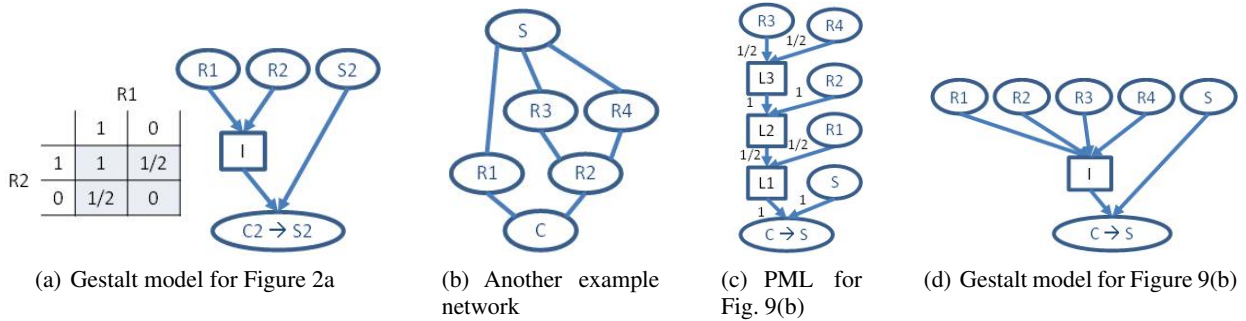 R1
1 0
R2 1 1 1/2
0 1/2 0
R1 R2 S2
I
C2 → S2
(a) Gestalt model for Figure 2a
S
R3 R4
R1 R2
C
(b) Another example
network
R3 R4
1/2 1/2
L3 R2
1 1
L2 R1
1/2 1/2
L1 S
1 1
C → S
(c) PML for
Fig. 9(b)
R1 R2 R3 R4 S
I
C → S
(d) Gestalt model for Figure 9(b)